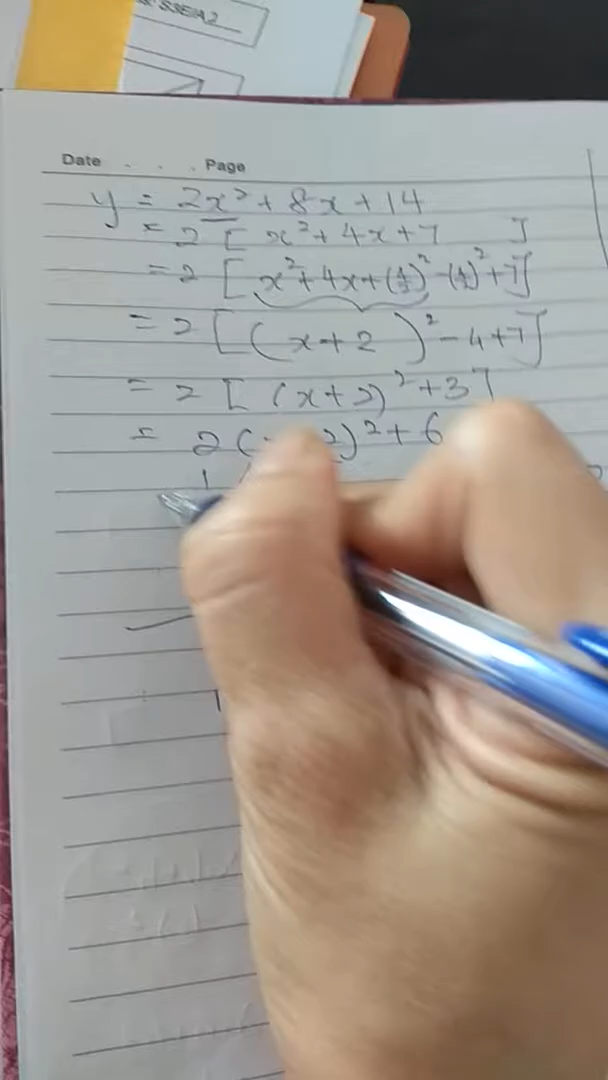 S3E1A2
Date . . . Page
y = 2x² + 8x + 14
= 2 [ x² + 4x + 7 ]
= 2 [ x² + 4x + (4/2)² - (4/2)² + 7 ]
= 2 [ ( x + 2 )² - 4 + 7 ]
= 2 [ (x + 2)² + 3 ]
= 2 ( 2)² + 6